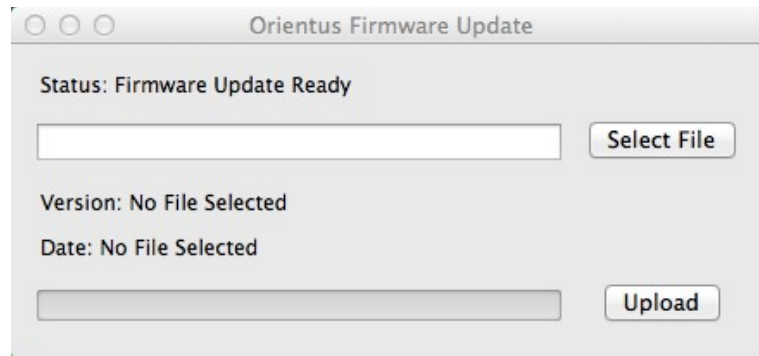 Orientus Firmware Update
Status: Firmware Update Ready
Select File
Version: No File Selected
Date: No File Selected
Upload